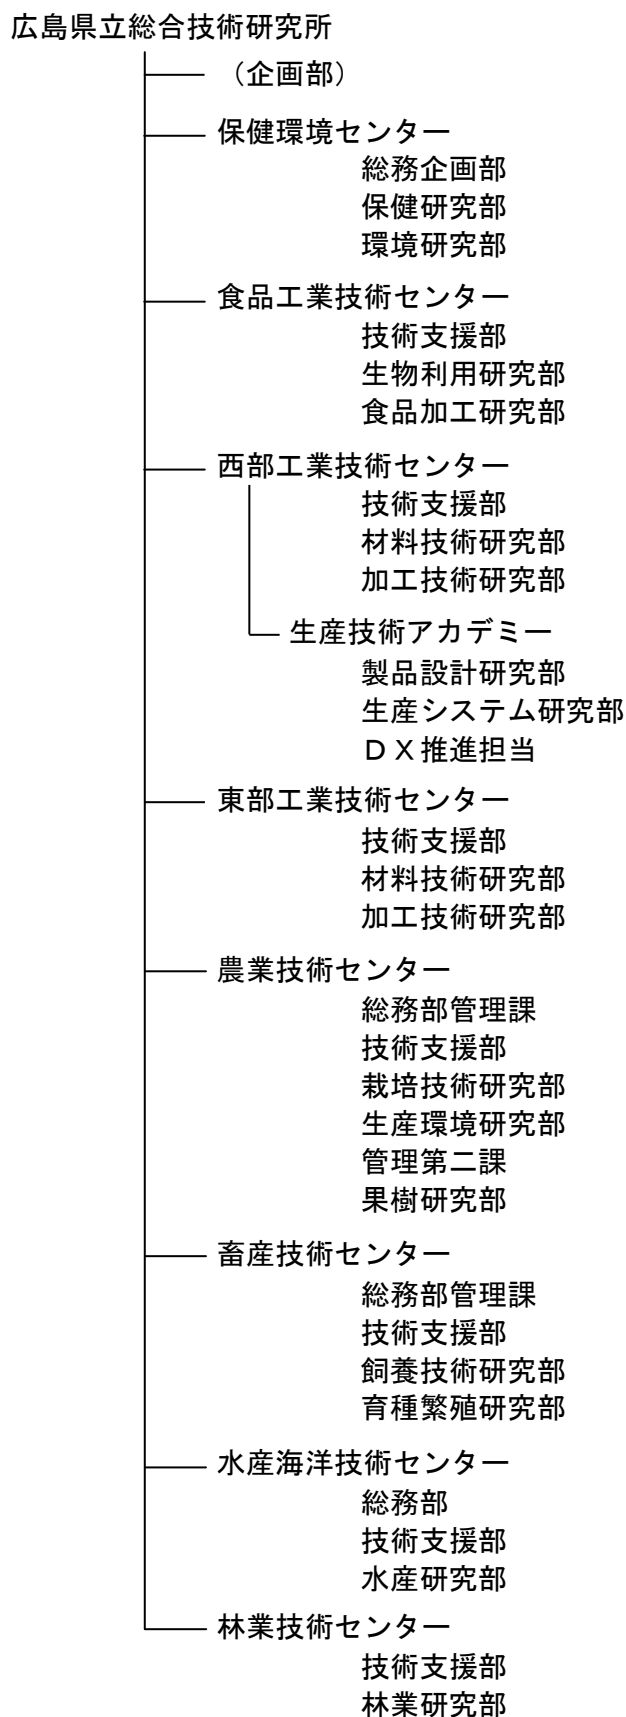 広島県立総合技術研究所
（企画部）
保健環境センター
総務企画部
保健研究部
環境研究部
食品工業技術センター
技術支援部
生物利用研究部
食品加工研究部
西部工業技術センター
技術支援部
材料技術研究部
加工技術研究部
生産技術アカデミー
製品設計研究部
生産システム研究部
ＤＸ推進担当
東部工業技術センター
技術支援部
材料技術研究部
加工技術研究部
農業技術センター
総務部管理課
技術支援部
栽培技術研究部
生産環境研究部
管理第二課
果樹研究部
畜産技術センター
総務部管理課
技術支援部
飼養技術研究部
育種繁殖研究部
水産海洋技術センター
総務部
技術支援部
水産研究部
林業技術センター
技術支援部
林業研究部